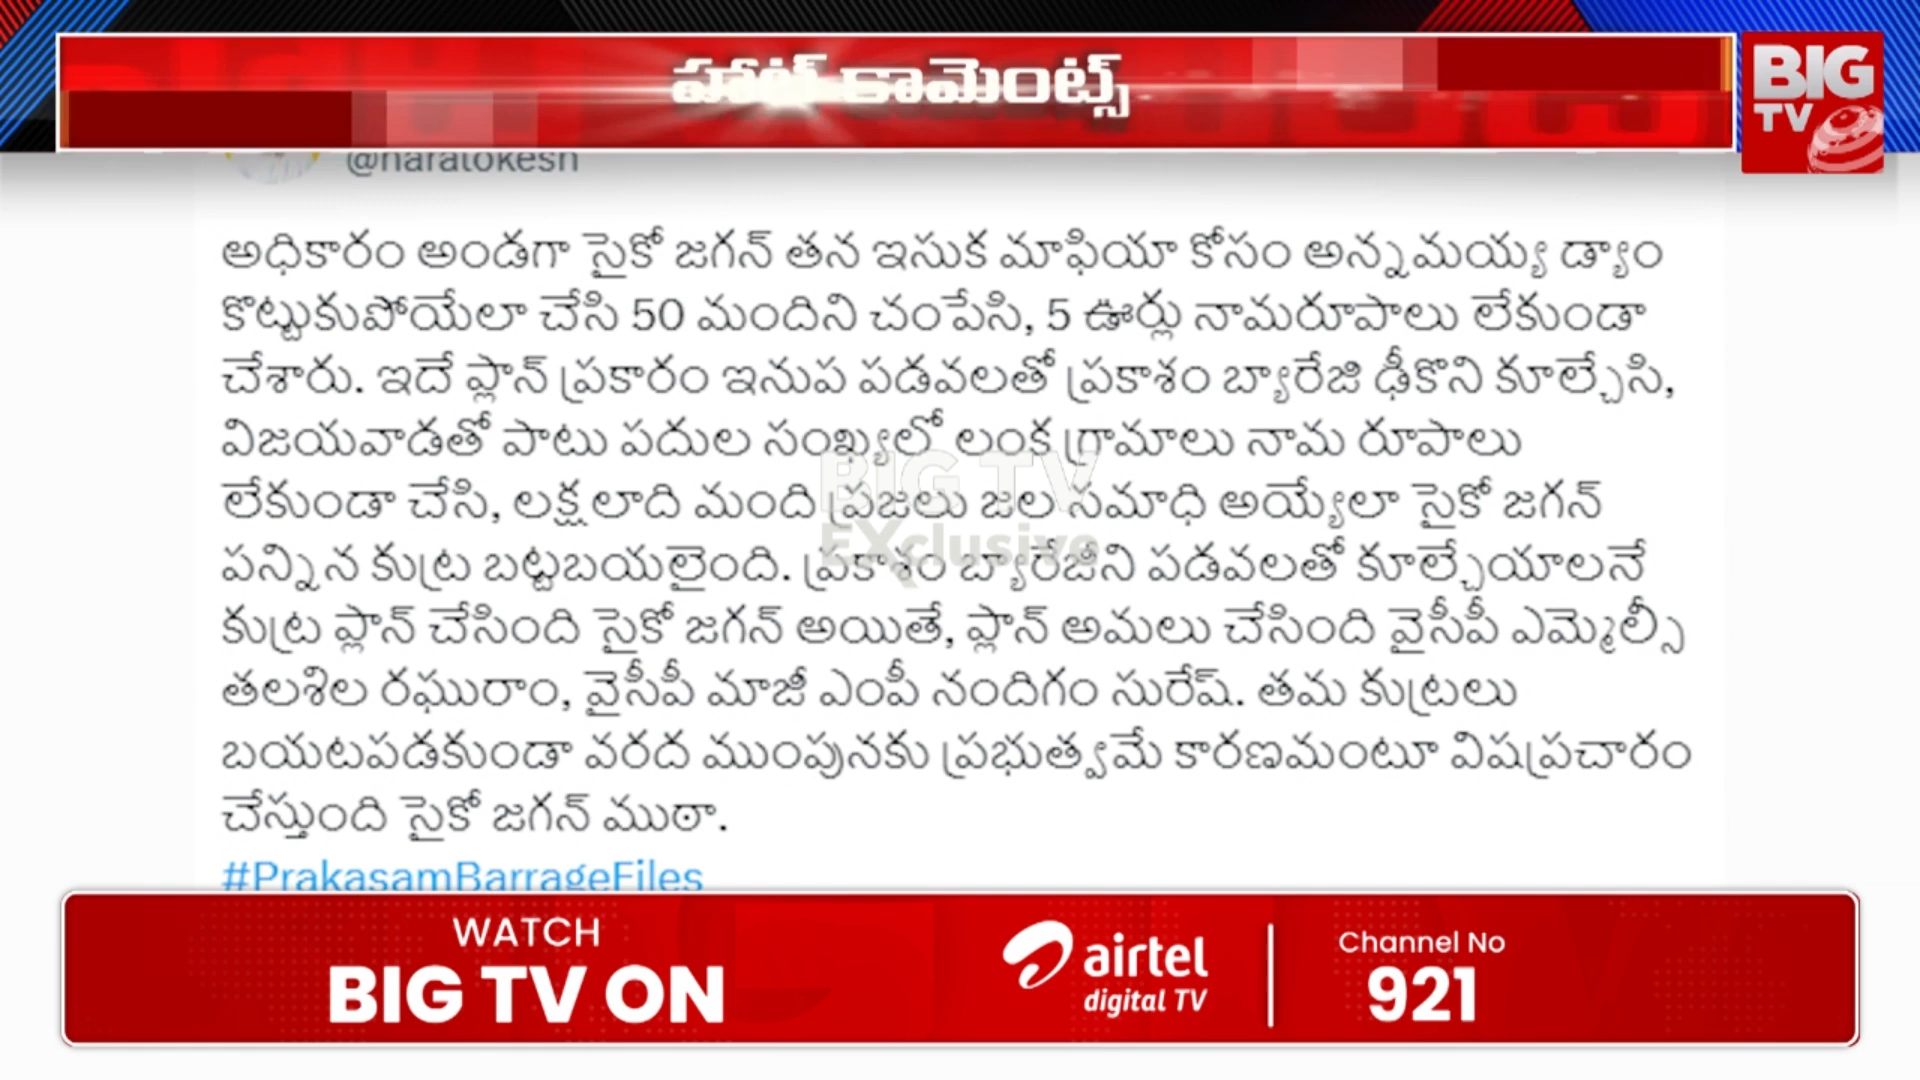 హాట్ కామెంట్స్
BIG
TV
@naralokesh
అధికారం అండగా సైకో జగన్ తన ఇసుక మాఫియా కోసం అన్నమయ్య డ్యాం
కొట్టుకుపోయేలా చేసి 50 మందిని చంపేసి, 5 ఊర్లు నామరూపాలు లేకుండా
చేశారు. ఇదే ప్లాన్ ప్రకారం ఇనుప పడవలతో ప్రకాశం బ్యారేజి ఢీకొని కూల్చేసి,
విజయవాడతో పాటు పదుల సంఖ్యలో లంక గ్రామాలు నామ రూపాలు
లేకుండా చేసి, లక్షలాది మంది ప్రజలు జలసమాధి అయ్యేలా సైకో జగన్
పన్నిన కుట్ర బట్టబయలైంది. ప్రకాశం బ్యారేజీని పడవలతో కూల్చేయాలనే
కుట్ర ప్లాన్ చేసింది సైకో జగన్ అయితే, ప్లాన్ అమలు చేసింది వైసీపీ ఎమ్మెల్సీ
తలశిల రఘురాం, వైసీపీ మాజీ ఎంపీ నందిగం సురేష్. తమ కుట్రలు
బయటపడకుండా వరద ముంపునకు ప్రభుత్వమే కారణమంటూ విషప్రచారం
చేస్తుంది సైకో జగన్ ముఠా.
#PrakasamBarrageFiles
BIG TV
EXclusive
WATCH
BIG TV ON
airtel
digital TV
Channel No
921